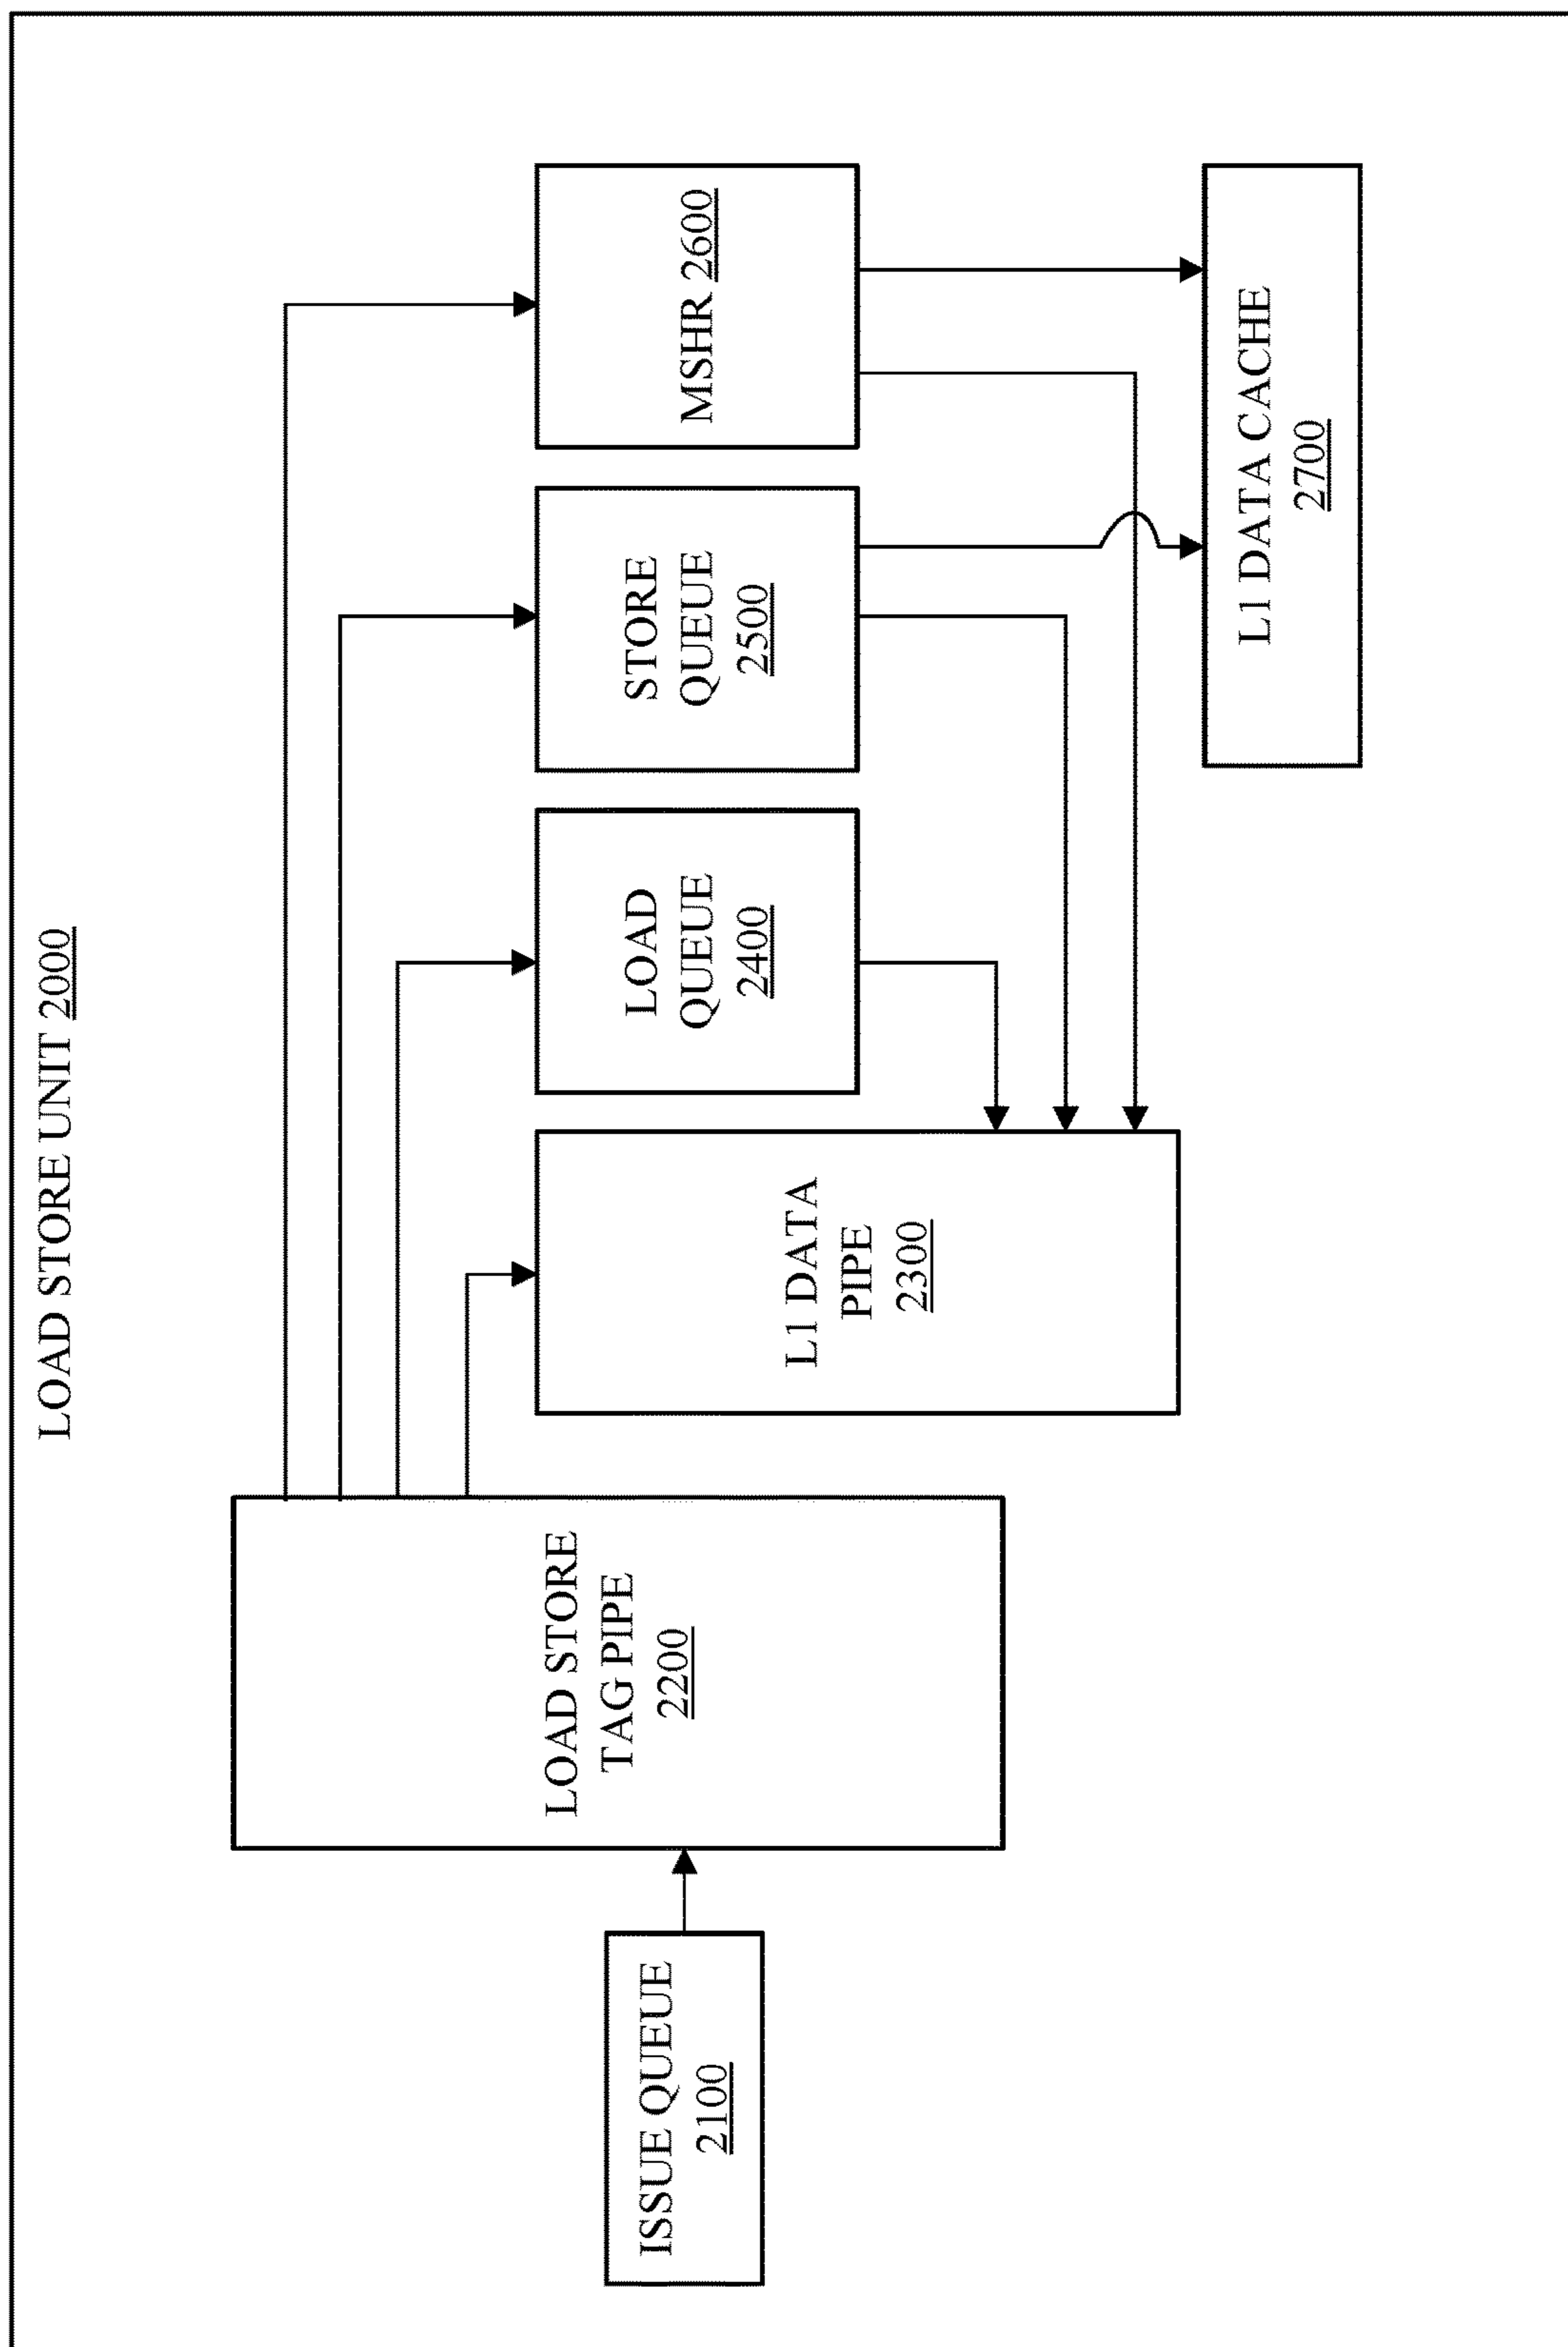 LOAD STORE UNIT 2000
ISSUE QUEUE
2100
LOAD STORE
TAG PIPE
2200
L1 DATA
PIPE
2300
LOAD
QUEUE
2400
STORE
QUEUE
2500
MSHR 2600
L1 DATA CACHE
2700